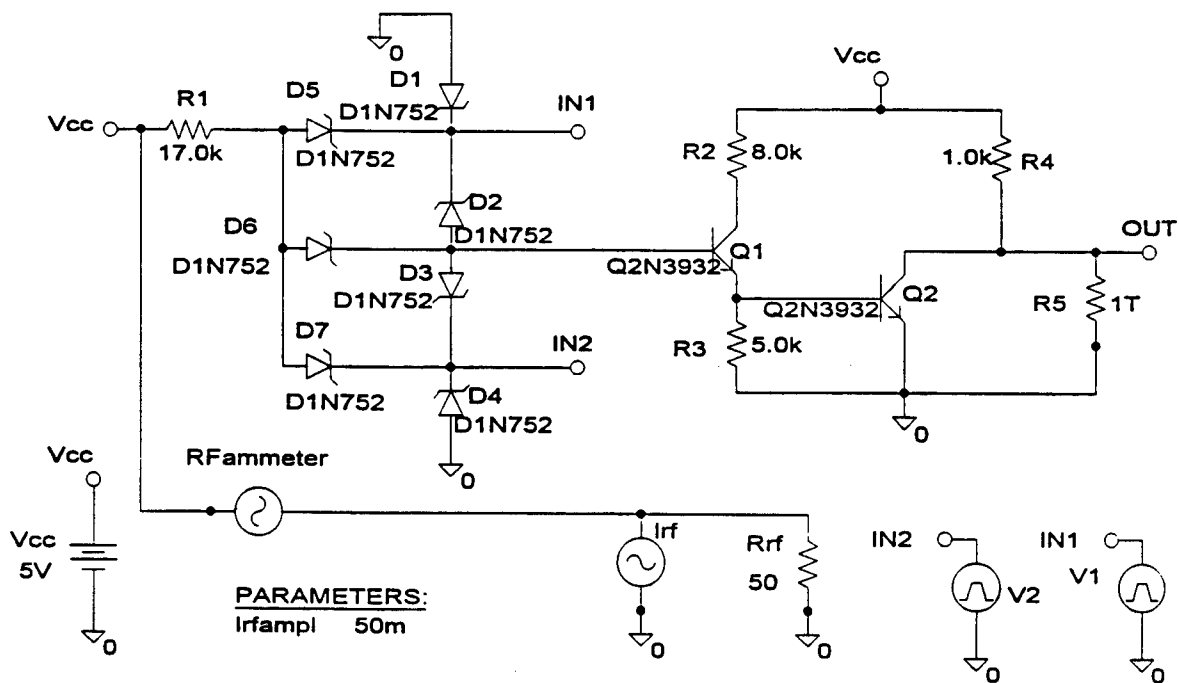 0
Vcc
D1
R1
D5
D1N752
IN1
Vcc
17.0k
D1N752
R2
8.0k
1.0k
R4
D2
D6
D1N752
OUT
D1N752
D3
Q2N3932
Q1
D1N752
Q2N3932
Q2
R5
1T
D7
IN2
R3
5.0k
D1N752
D4
D1N752
0
Vcc
RFammeter
0
Irf
Vcc
5V
Rrf
50
IN2
IN1
V2
V1
PARAMETERS:
Irfampl 50m
0
0
0
0
0